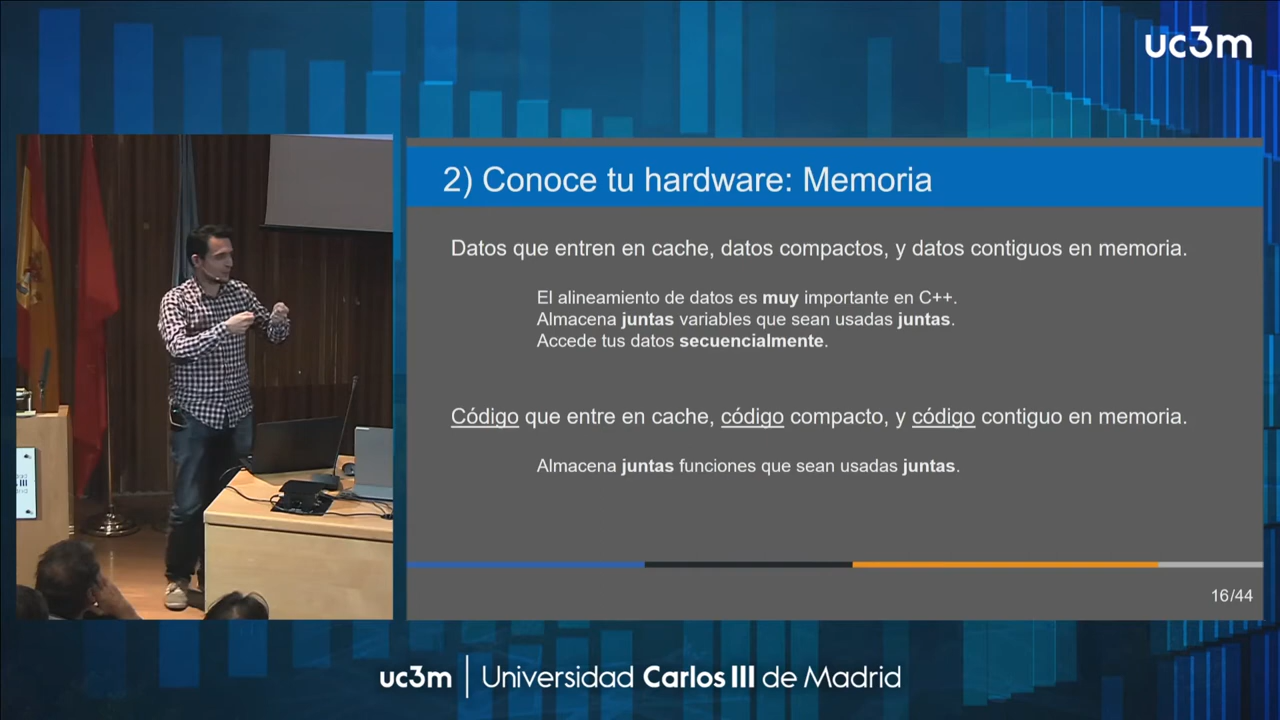 uc3m
2) Conoce tu hardware: Memoria
Datos que entren en cache, datos compactos, y datos contiguos en memoria.
El alineamiento de datos es muy importante en C++.
Almacena juntas variables que sean usadas juntas.
Accede tus datos secuencialmente.
Código que entre en cache, código compacto, y código contiguo en memoria.
Almacena juntas funciones que sean usadas juntas.
16/44
uc3m | Universidad Carlos III de Madrid